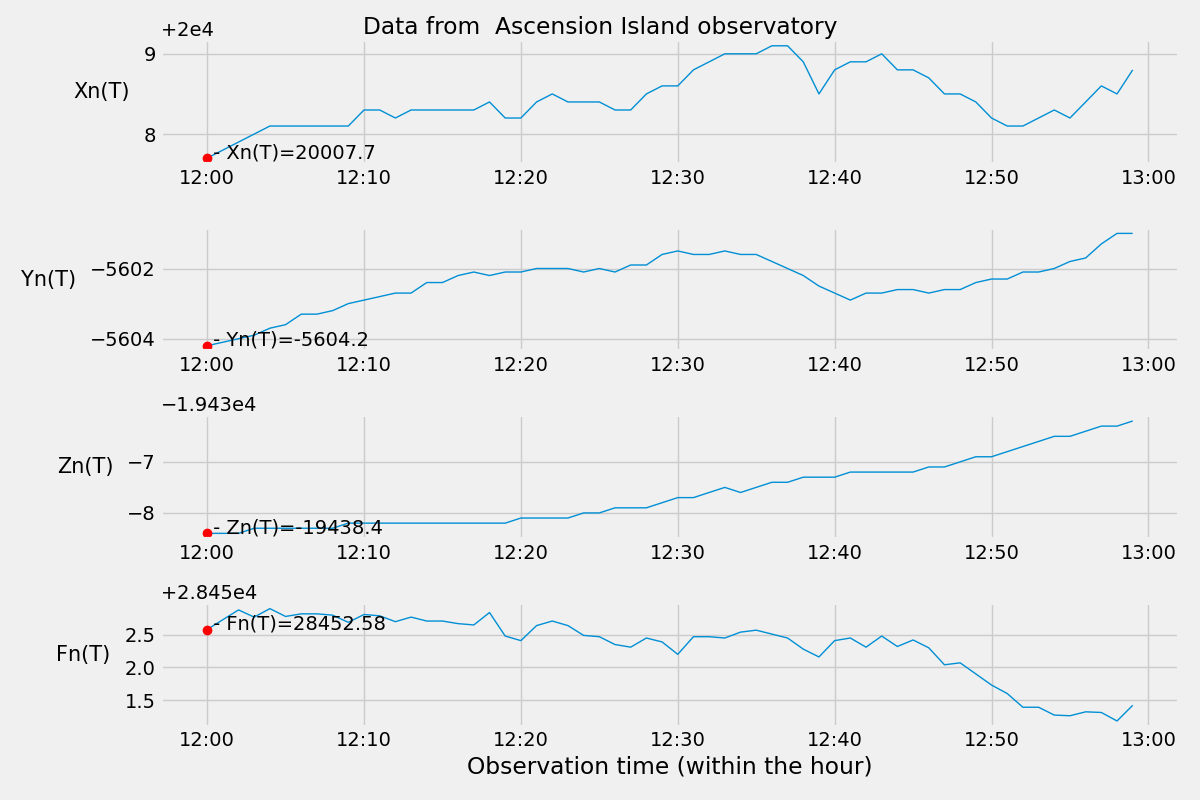 Data from  Ascension Island observatory
+2e4
9
Xn(T)
8
- Xn(T)=20007.7
12:00 12:10 12:20 12:30 12:40 12:50 13:00
−5602
Yn(T)
−5604
- Yn(T)=-5604.2
12:00 12:10 12:20 12:30 12:40 12:50 13:00
−1.943e4
−7
Zn(T)
−8
- Zn(T)=-19438.4
12:00 12:10 12:20 12:30 12:40 12:50 13:00
+2.845e4
- Fn(T)=28452.58
2.5
Fn(T)
2.0
1.5
12:00 12:10 12:20 12:30 12:40 12:50 13:00
Observation time (within the hour)